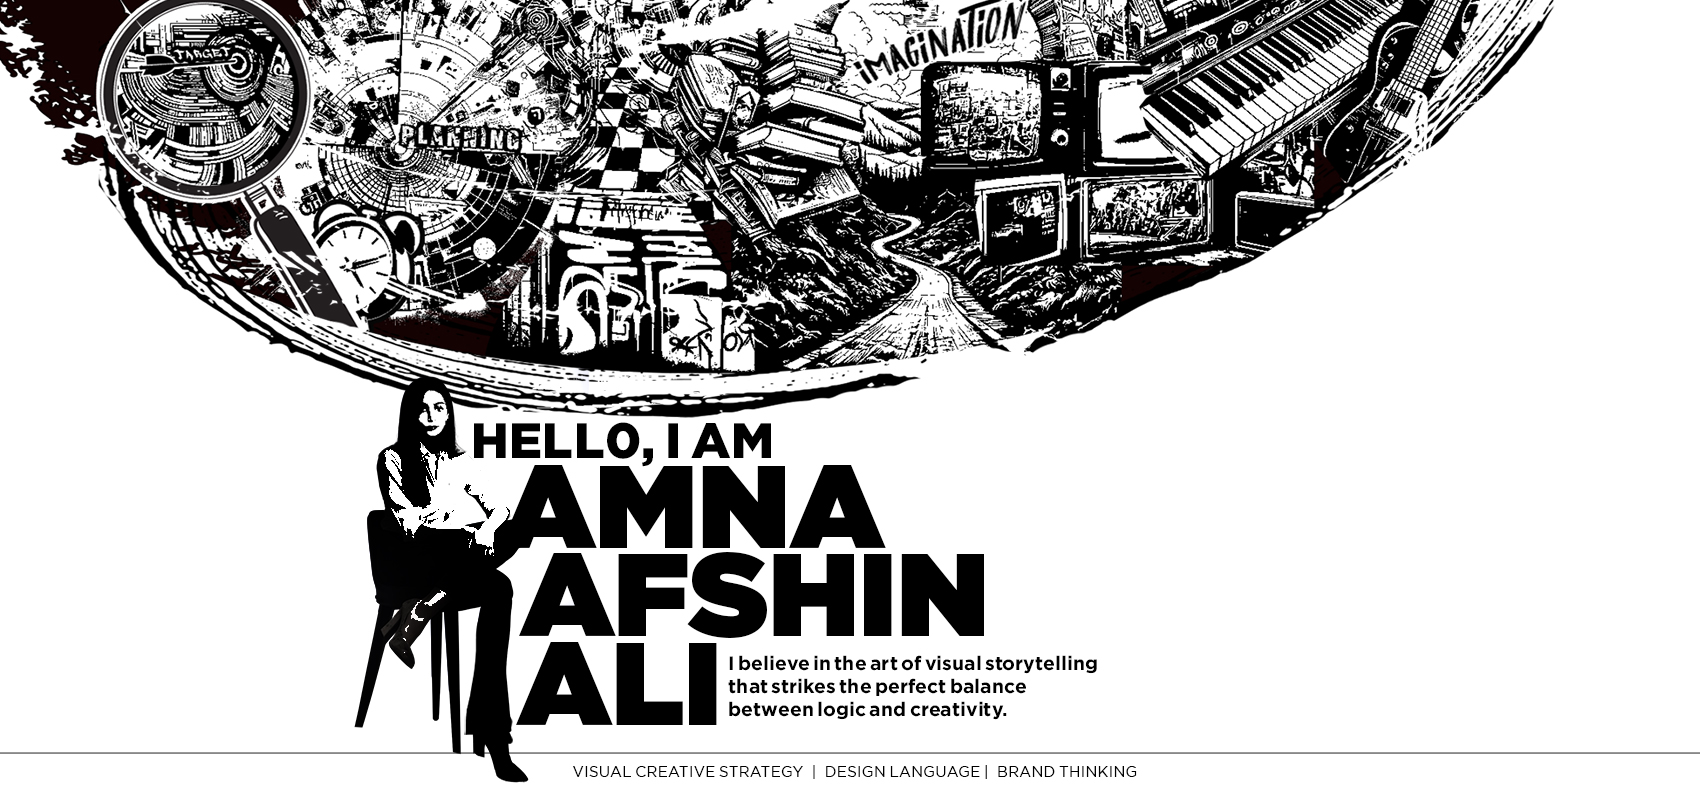 IMAGINATION
TARGET
PLANNING
HELLO, I AM
AMNA
AFSHIN
ALI
I believe in the art of visual storytelling
that strikes the perfect balance
between logic and creativity.
VISUAL CREATIVE STRATEGY | DESIGN LANGUAGE | BRAND THINKING